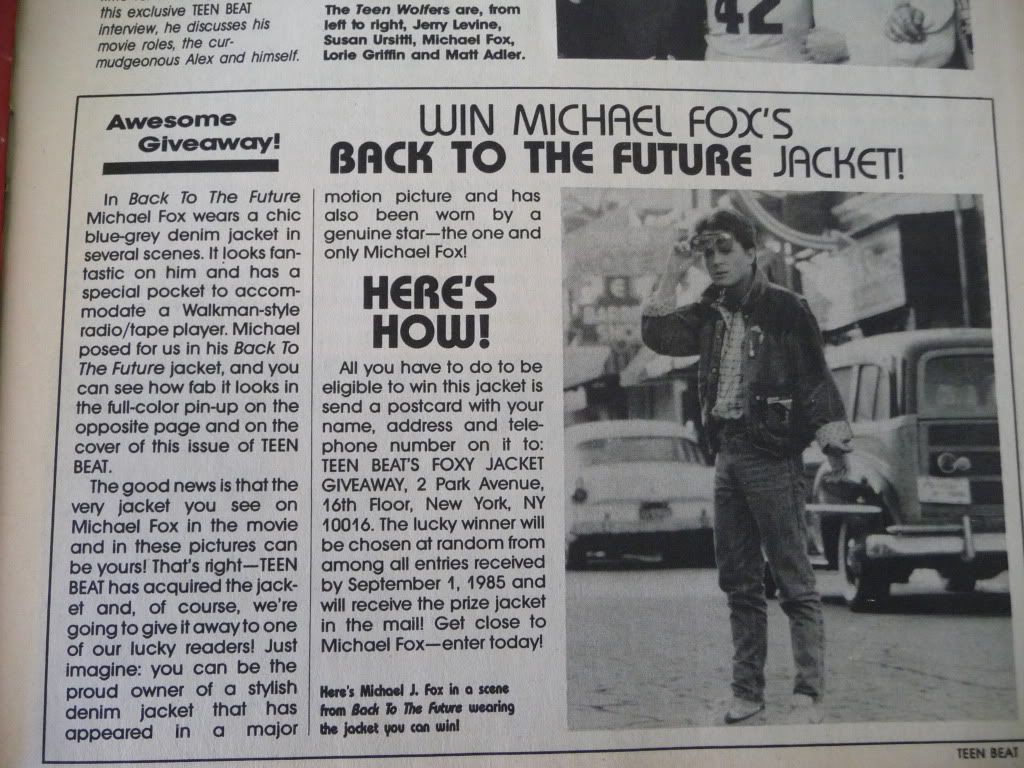 this exclusive TEEN BEAT
interview, he discusses his
movie roles, the cur-
mudgeonous Alex and himself.
The Teen Wolfers are, from
left to right, Jerry Levine,
Susan Ursitti, Michael Fox,
Lorie Griffin and Matt Adler.
42
Awesome
Giveaway!
WIN MICHAEL FOX'S
BACK TO THE FUTURE JACKET!
In Back To The Future
Michael Fox wears a chic
blue-grey denim jacket in
several scenes. It looks fan-
tastic on him and has a
special pocket to accom-
modate a Walkman-style
radio/tape player. Michael
posed for us in his Back To
The Future jacket, and you
can see how fab it looks in
the full-color pin-up on the
opposite page and on the
cover of this issue of TEEN
BEAT.
The good news is that the
very jacket you see on
Michael Fox in the movie
and in these pictures can
be yours! That's right—TEEN
BEAT has acquired the jack-
et and, of course, we're
going to give it away to one
of our lucky readers! Just
imagine: you can be the
proud owner of a stylish
denim jacket that has
appeared in a major
motion picture and has
also been worn by a
genuine star—the one and
only Michael Fox!
HERE'S
HOW!
All you have to do to be
eligible to win this jacket is
send a postcard with your
name, address and tele-
phone number on it to:
TEEN BEAT'S FOXY JACKET
GIVEAWAY, 2 Park Avenue,
16th Floor, New York, NY
10016. The lucky winner will
be chosen at random from
among all entries received
by September 1, 1985 and
will receive the prize jacket
in the mail! Get close to
Michael Fox—enter today!
Here's Michael J. Fox in a scene
from Back To The Future wearing
the jacket you can win!
TEEN BEAT